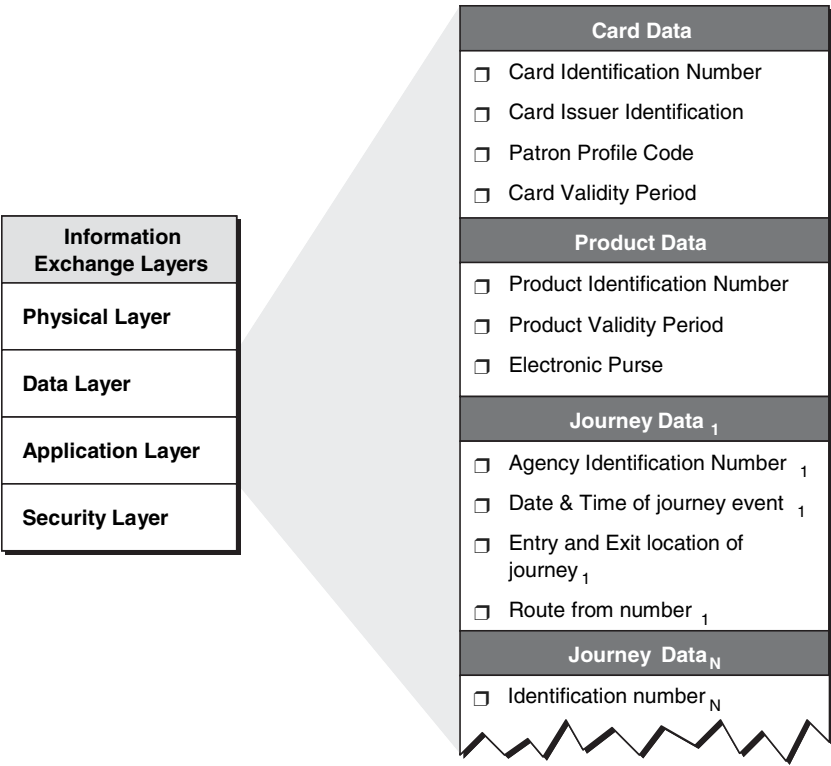 Information
Exchange Layers
Physical Layer
Data Layer
Application Layer
Security Layer
Card Data
❒ Card Identification Number
❒ Card Issuer Identification
❒ Patron Profile Code
❒ Card Validity Period
Product Data
❒ Product Identification Number
❒ Product Validity Period
❒ Electronic Purse
Journey Data 1
❒ Agency Identification Number 1
❒ Date & Time of journey event 1
❒ Entry and Exit location of
journey 1
❒ Route from number 1
Journey Data N
❒ Identification number N